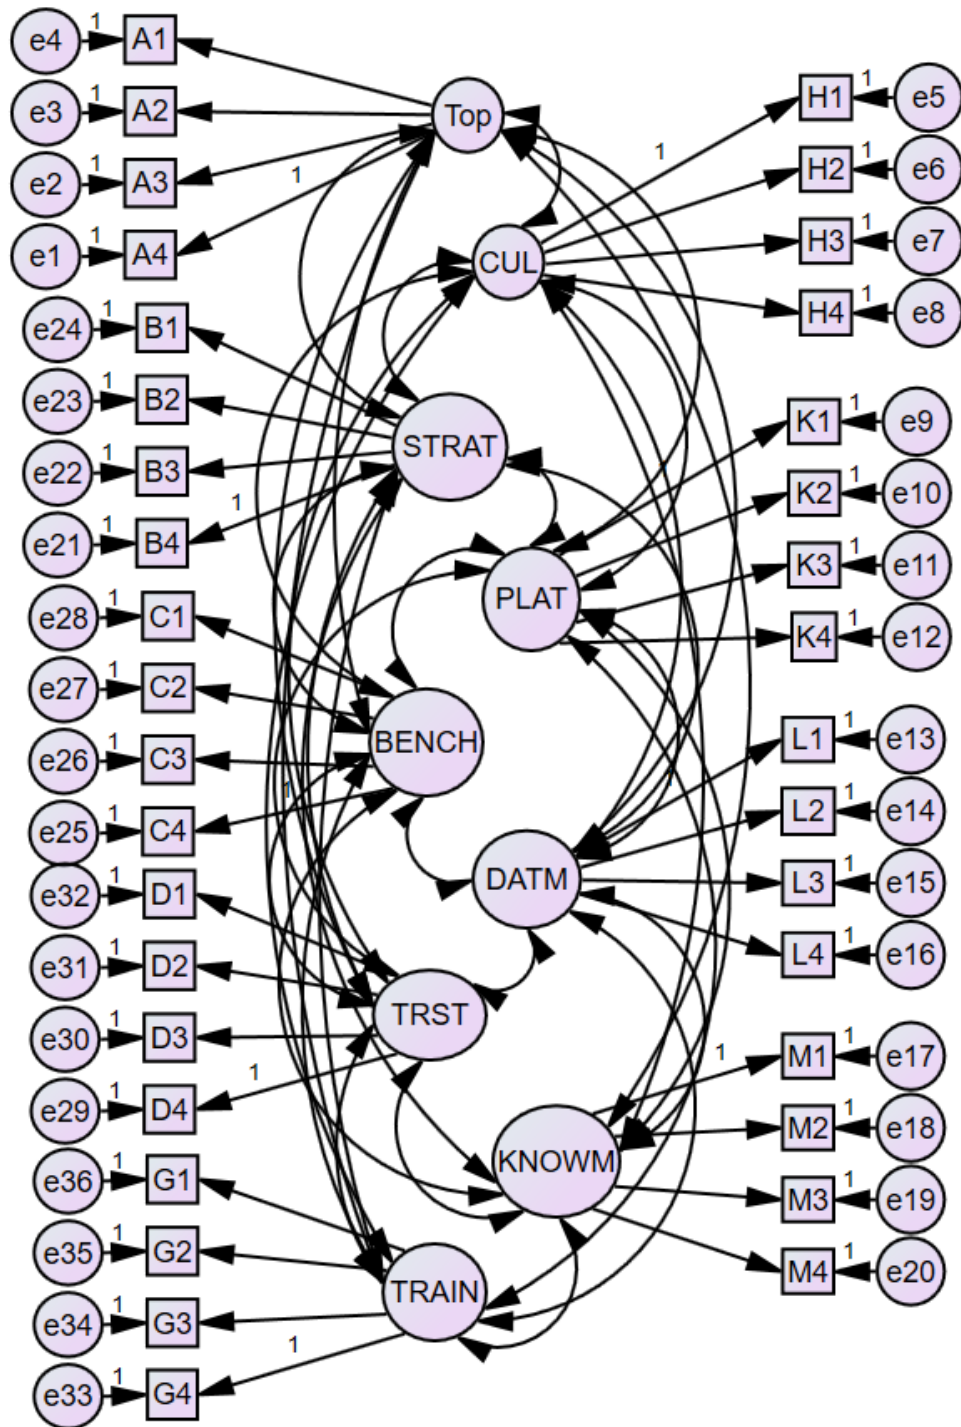 e4 1 A1
e3 1 A2
e2 1 A3
e1 1 A4
1
e24 1 B1
e23 1 B2
e22 1 B3
e21 1 B4
1
e28 1 C1
e27 1 C2
e26 1 C3
e25 1 C4
1
e32 1 D1
e31 1 D2
e30 1 D3
e29 1 D4
1
e36 1 G1
e35 1 G2
e34 1 G3
e33 1 G4
1
Top
CUL
STRAT
PLAT
BENCH
DATM
TRST
KNOWM
TRAIN
1
H1 1 e5
H2 1 e6
H3 1 e7
H4 1 e8
1
K1 1 e9
K2 1 e10
K3 1 e11
K4 1 e12
1
L1 1 e13
L2 1 e14
L3 1 e15
L4 1 e16
1
M1 1 e17
M2 1 e18
M3 1 e19
M4 1 e20